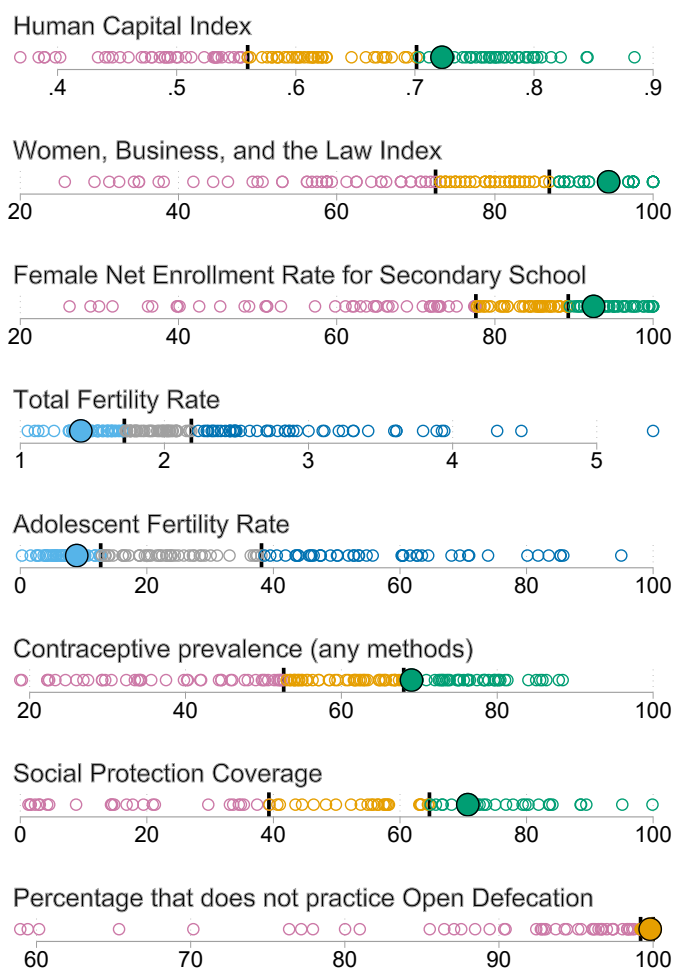 Human Capital Index
.4 .5 .6 .7 .8 .9
Women, Business, and the Law Index
20 40 60 80 100
Female Net Enrollment Rate for Secondary School
20 40 60 80 100
Total Fertility Rate
1 2 3 4 5
Adolescent Fertility Rate
0 20 40 60 80 100
Contraceptive prevalence (any methods)
20 40 60 80 100
Social Protection Coverage
0 20 40 60 80 100
Percentage that does not practice Open Defecation
60 70 80 90 100